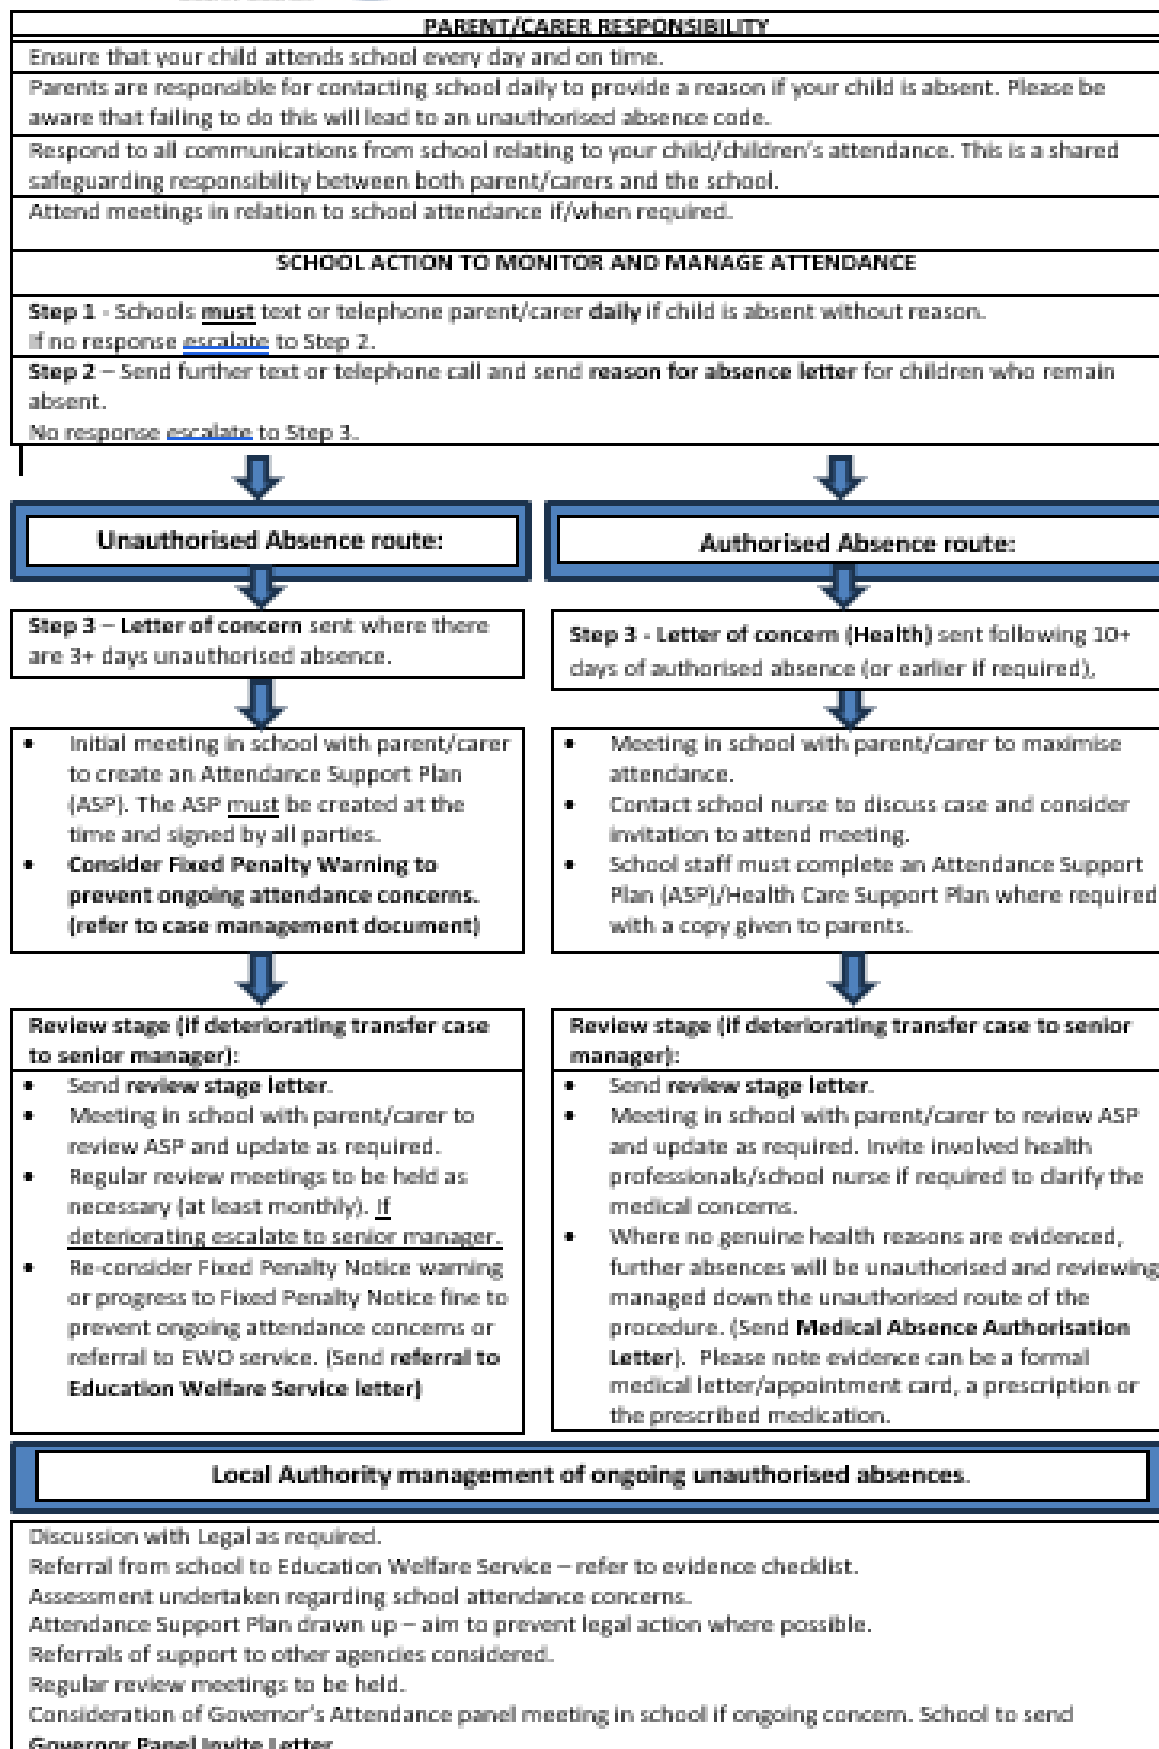 PARENT/CARER RESPONSIBILITY
Ensure that your child attends school every day and on time.
Parents are responsible for contacting school daily to provide a reason if your child is absent. Please be
aware that failing to do this will lead to an unauthorised absence code.
Respond to all communications from school relating to your child/children's attendance. This is a shared
safeguarding responsibility between both parent/carers and the school.
Attend meetings in relation to school attendance if/when required.
SCHOOL ACTION TO MONITOR AND MANAGE ATTENDANCE
Step 1 - Schools must text or telephone parent/carer daily if child is absent without reason.
If no response escalate to Step 2.
Step 2 – Send further text or telephone call and send reason for absence letter for children who remain
absent.
No response escalate to Step 3.
Unauthorised Absence route:
Step 3 – Letter of concern sent where there
are 3+ days unauthorised absence.
• Initial meeting in school with parent/carer
to create an Attendance Support Plan
(ASP). The ASP must be created at the
time and signed by all parties.
• Consider Fixed Penalty Warning to
prevent ongoing attendance concerns.
(refer to case management document)
Review stage (if deteriorating transfer case
to senior manager):
• Send review stage letter.
• Meeting in school with parent/carer to
review ASP and update as required.
• Regular review meetings to be held as
necessary (at least monthly). If
deteriorating escalate to senior manager.
• Re-consider Fixed Penalty Notice warning
or progress to Fixed Penalty Notice fine to
prevent ongoing attendance concerns or
referral to EWO service. (Send referral to
Education Welfare Service letter)
Authorised Absence route:
Step 3 - Letter of concern (Health) sent following 10+
days of authorised absence (or earlier if required),
• Meeting in school with parent/carer to maximise
attendance.
• Contact school nurse to discuss case and consider
invitation to attend meeting.
• School staff must complete an Attendance Support
Plan (ASP)/Health Care Support Plan where required
with a copy given to parents.
Review stage (if deteriorating transfer case to senior
manager):
• Send review stage letter.
• Meeting in school with parent/carer to review ASP
and update as required. Invite involved health
professionals/school nurse if required to clarify the
medical concerns.
• Where no genuine health reasons are evidenced,
further absences will be unauthorised and reviewing
managed down the unauthorised route of the
procedure. (Send Medical Absence Authorisation
Letter). Please note evidence can be a formal
medical letter/appointment card, a prescription or
the prescribed medication.
Local Authority management of ongoing unauthorised absences.
Discussion with Legal as required.
Referral from school to Education Welfare Service – refer to evidence checklist.
Assessment undertaken regarding school attendance concerns.
Attendance Support Plan drawn up – aim to prevent legal action where possible.
Referrals of support to other agencies considered.
Regular review meetings to be held.
Consideration of Governor's Attendance panel meeting in school if ongoing concern. School to send
Governor Panel Invite Letter